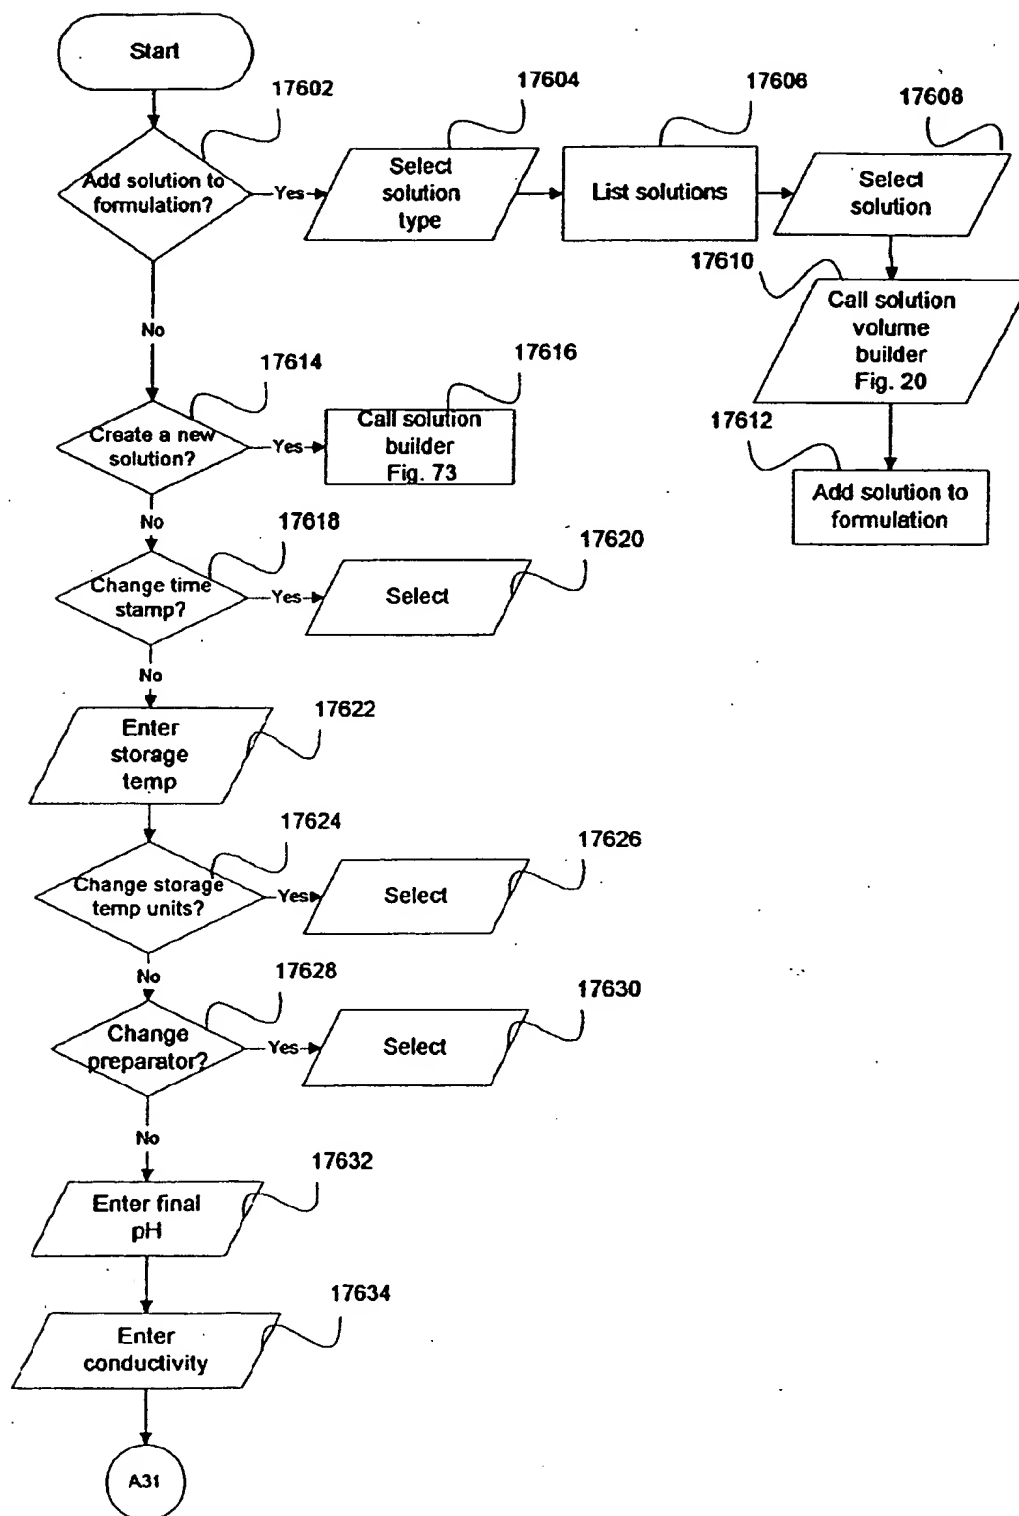 Start
17602
17604
17606
17608
Add solution to
formulation?
Yes
Select
solution
type
List solutions
Select
solution
17610
Call solution
volume
builder
Fig. 20
No
17614
17616
17612
Create a new
solution?
Yes
Call solution
builder
Fig. 73
Add solution to
formulation
No
17618
17620
Change time
stamp?
Yes
Select
No
17622
Enter
storage
temp
17624
17626
Change storage
temp units?
Yes
Select
No
17628
17630
Change
preparator?
Yes
Select
No
17632
Enter final
pH
17634
Enter
conductivity
A31